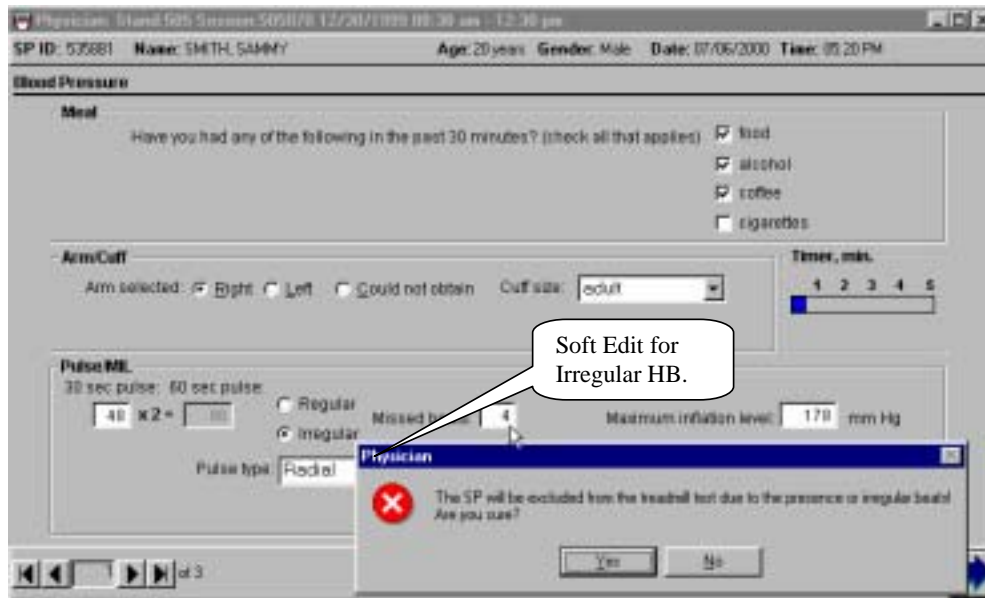 Physician: Stand 505 Session 505070 12/20/1999 08:30 am - 12:30 pm
SP ID: 535881 Name: SMITH, SAMMY Age: 20 years Gender: Male Date: 07/06/2000 Time: 05:20 PM
Blood Pressure
Meal
Have you had any of the following in the past 30 minutes? (check all that applies)
food
alcohol
coffee
cigarettes
Arm/Cuff
Arm selected: Right Left Could not obtain Cuff size: adult
Timer, min.
1 2 3 4 5
Soft Edit for
Irregular HB.
Pulse/MIL
30 sec pulse: 60 sec pulse:
x 2 =
Regular
Irregular
Missed 4
Maximum inflation level: 178 mm Hg
Pulse type: Radial
Physician
The SP will be excluded from the treadmill test due to the presence or irregular beats!
Are you sure?
Yes No
1 of 3